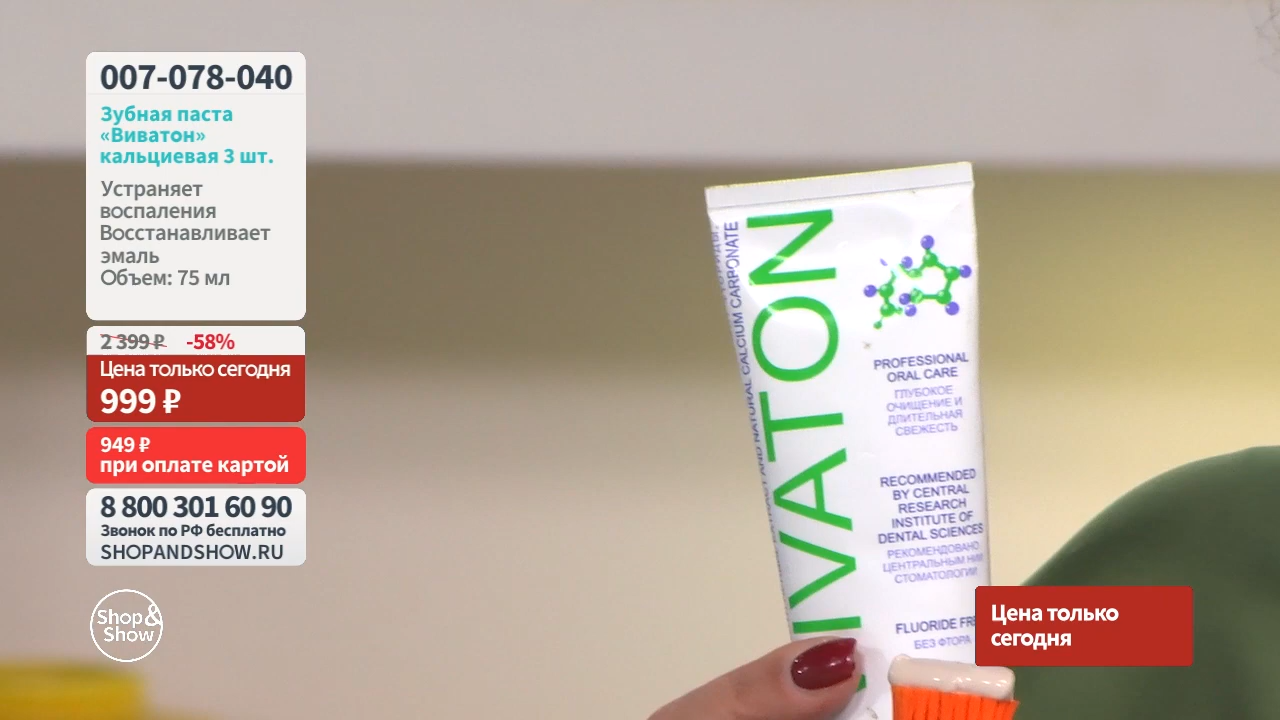 007-078-040
Зубная паста
«Виватон»
кальциевая 3 шт.
Устраняет
воспаления
Восстанавливает
эмаль
Объем: 75 мл
2 399 ₽ -58%
Цена только сегодня
999 ₽
949 ₽
при оплате картой
8 800 301 60 90
Звонок по РФ бесплатно
SHOPANDSHOW.RU
Shop&
Show
AND NATURAL CALCIUM CARBONATE
IVATON
PROFESSIONAL
ORAL CARE
ГЛУБОКОЕ
ОЧИЩЕНИЕ И
ДЛИТЕЛЬНАЯ
СВЕЖЕСТЬ
RECOMMENDED
BY CENTRAL
RESEARCH
INSTITUTE OF
DENTAL SCIENCES
РЕКОМЕНДОВАНО
ЦЕНТРАЛЬНЫМ НИИ
СТОМАТОЛОГИИ
FLUORIDE FR
БЕЗ ФТОРА
Цена только
сегодня